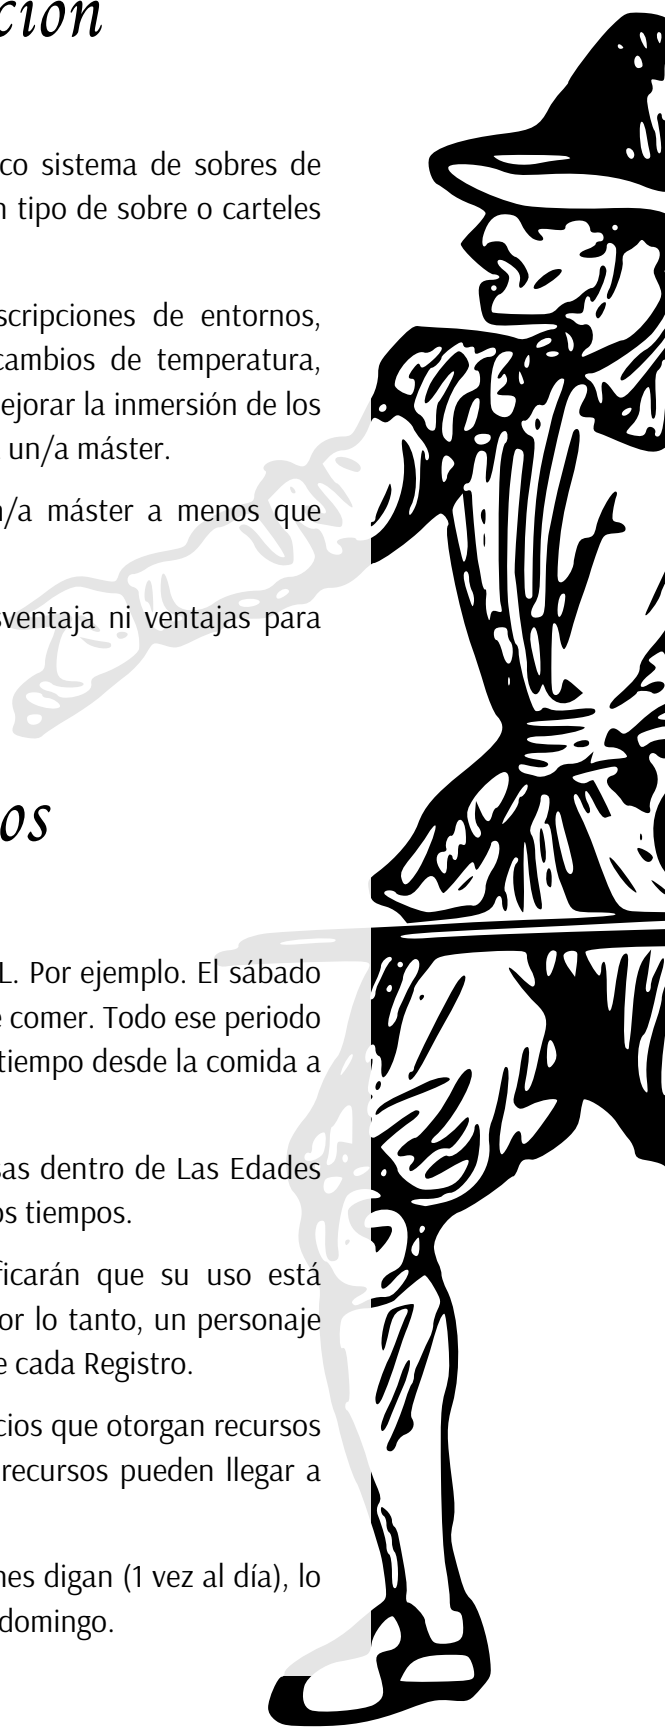 ción
co sistema de sobres de
n tipo de sobre o carteles
scripciones de entornos,
cambios de temperatura,
ejorar la inmersión de los
un/a máster.
n/a máster a menos que
sventaja ni ventajas para
os
L. Por ejemplo. El sábado
e comer. Todo ese periodo
tiempo desde la comida a
sas dentro de Las Edades
os tiempos.
ficarán que su uso está
or lo tanto, un personaje
e cada Registro.
cios que otorgan recursos
recursos pueden llegar a
nes digan (1 vez al día), lo
domingo.